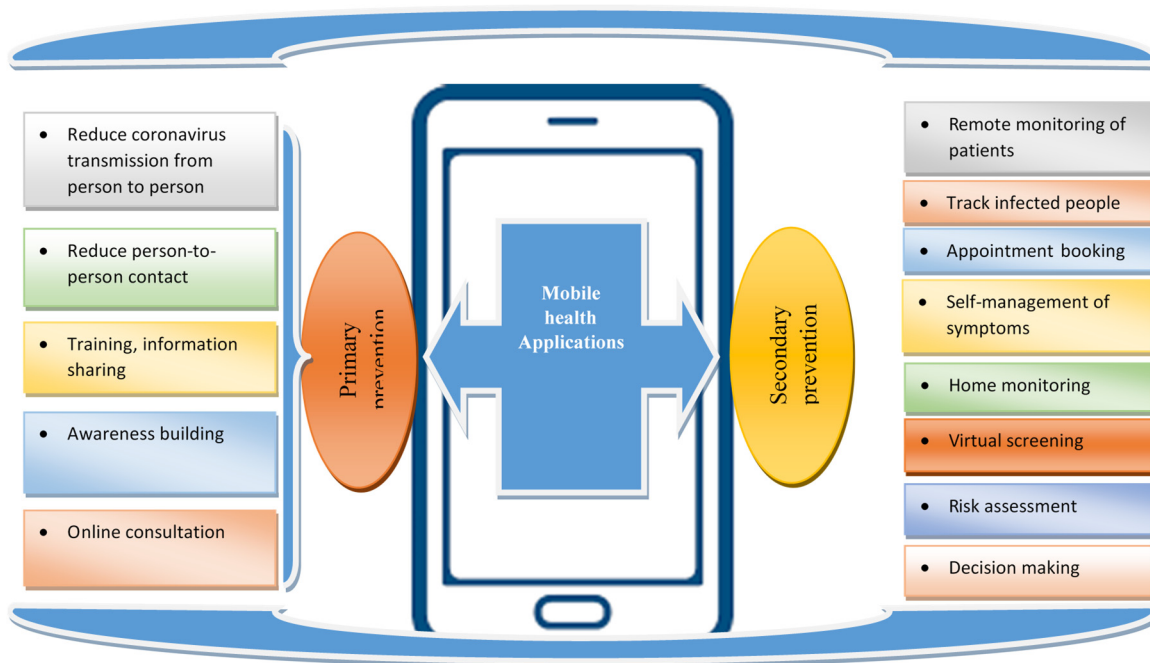 • Reduce coronavirus
transmission from
person to person
• Reduce person-to-
person contact
• Training, information
sharing
• Awareness building
• Online consultation
Primary
prevention
Mobile
health
Applications
Secondary
prevention
• Remote monitoring of
patients
• Track infected people
• Appointment booking
• Self-management of
symptoms
• Home monitoring
• Virtual screening
• Risk assessment
• Decision making